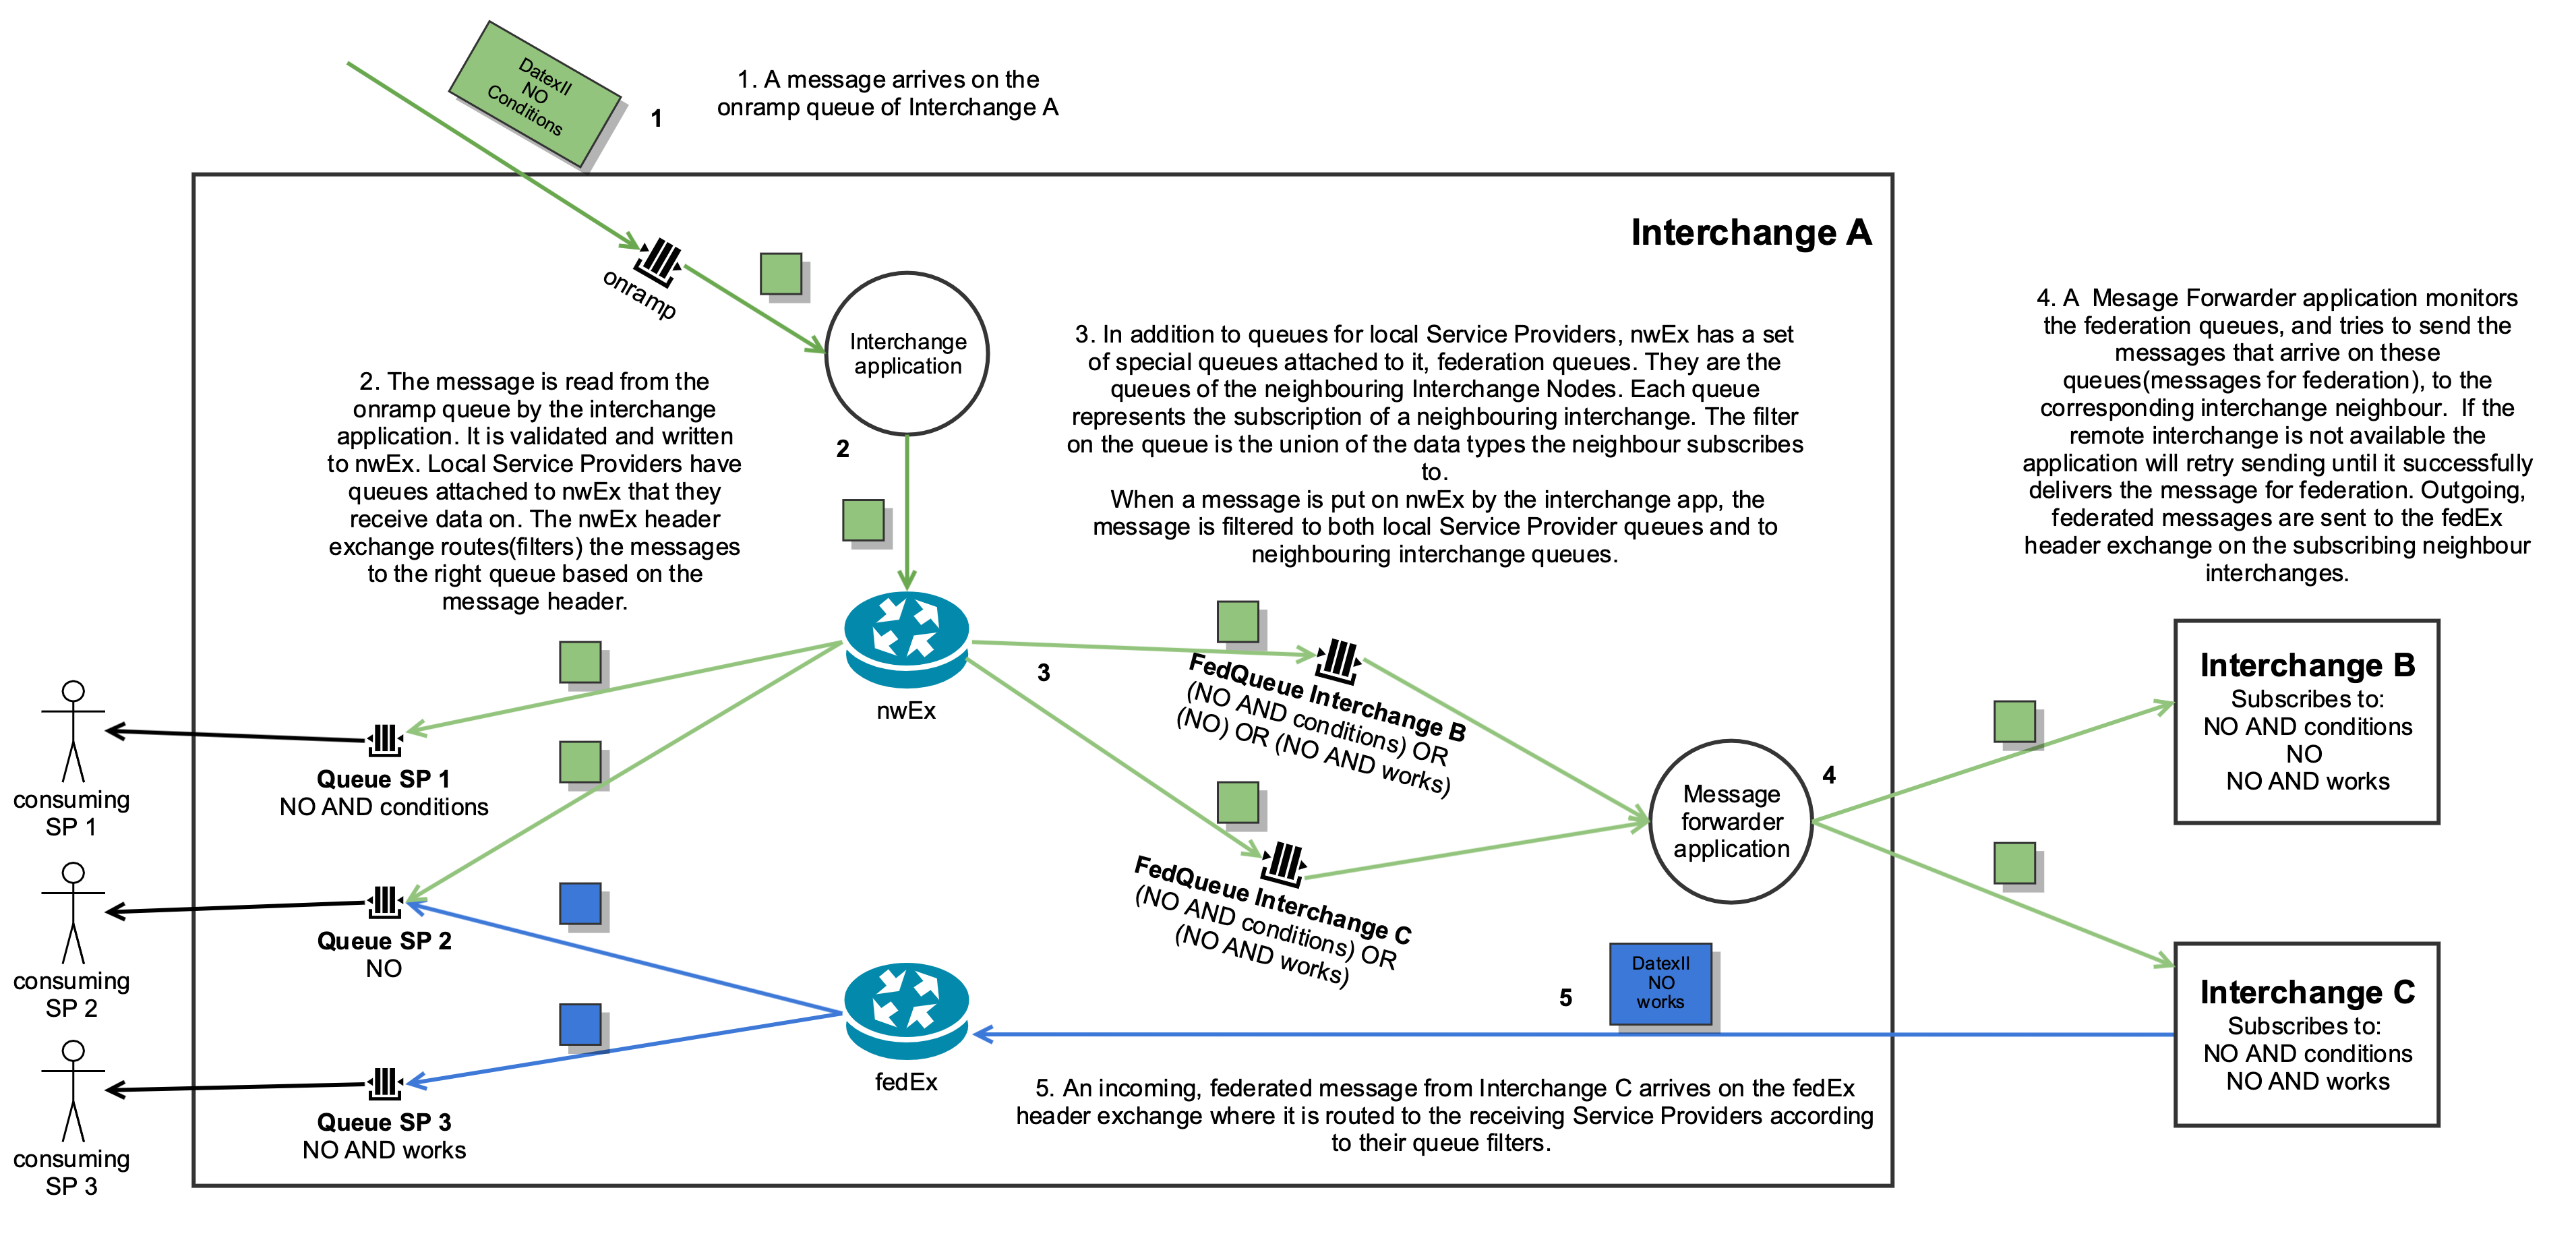 DatexII
NO
Conditions
1
1. A message arrives on the
onramp queue of Interchange A
Interchange A
onramp
Interchange
application
2. The message is read from the
onramp queue by the interchange
application. It is validated and written
to nwEx. Local Service Providers have
queues attached to nwEx that they
receive data on. The nwEx header
exchange routes(filters) the messages
to the right queue based on the
message header.
2
3. In addition to queues for local Service Providers, nwEx has a set
of special queues attached to it, federation queues. They are the
queues of the neighbouring Interchange Nodes. Each queue
represents the subscription of a neighbouring interchange. The filter
on the queue is the union of the data types the neighbour subscribes
to.
When a message is put on nwEx by the interchange app, the
message is filtered to both local Service Provider queues and to
neighbouring interchange queues.
4. A  Mesage Forwarder application monitors
the federation queues, and tries to send the
messages that arrive on these
queues(messages for federation), to the
corresponding interchange neighbour.  If the
remote interchange is not available the
application will retry sending until it successfully
delivers the message for federation. Outgoing,
federated messages are sent to the fedEx
header exchange on the subscribing neighbour
interchanges.
nwEx
3
FedQueue Interchange B
(NO AND conditions) OR
(NO) OR (NO AND works)
FedQueue Interchange C
(NO AND conditions) OR
(NO AND works)
Message
forwarder
application
4
Interchange B
Subscribes to:
NO AND conditions
NO
NO AND works
Interchange C
Subscribes to:
NO AND conditions
NO AND works
consuming
SP 1
Queue SP 1
NO AND conditions
consuming
SP 2
Queue SP 2
NO
consuming
SP 3
Queue SP 3
NO AND works
fedEx
5
DatexII
NO
works
5. An incoming, federated message from Interchange C arrives on the fedEx
header exchange where it is routed to the receiving Service Providers according
to their queue filters.